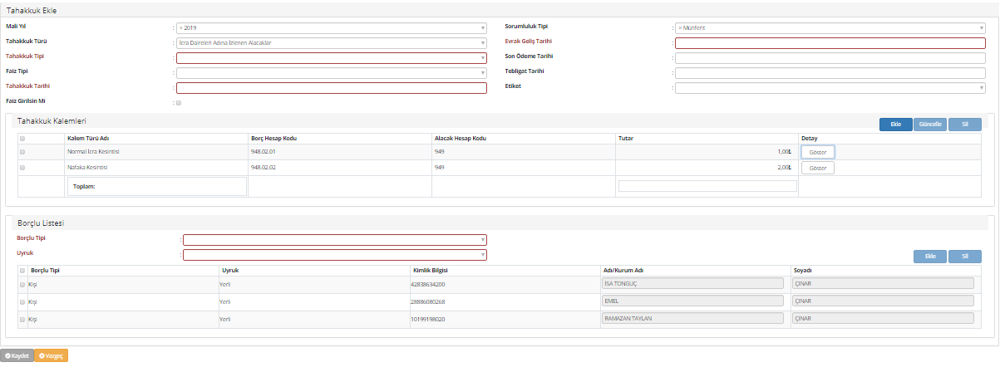 Tahakkuk Ekle
Mali Yıl : × 2019 Sorumluluk Tipi : × Münferit
Tahakkuk Türü : İcra Daireleri Adına İzlenen Alacaklar Evrak Geliş Tarihi :
Tahakkuk Tipi : Son Ödeme Tarihi :
Faiz Tipi : Tebligat Tarihi :
Tahakkuk Tarihi : Etiket :
Faiz Girilsin Mi :
Tahakkuk Kalemleri
Ekle Güncelle Sil
Kalem Türü Adı Borç Hesap Kodu Alacak Hesap Kodu Tutar Detay
Normal İcra Kesintisi 948.02.01 949 1,00₺ Göster
Nafaka Kesintisi 948.02.02 949 2,00₺ Göster
Toplam:
Borçlu Listesi
Borçlu Tipi :
Uyruk :
Ekle Sil
Borçlu Tipi Uyruk Kimlik Bilgisi Adı/Kurum Adı Soyadı
Kişi Yerli 42838634200 İSA TONGUÇ ÇINAR
Kişi Yerli 28886080268 EMEL ÇINAR
Kişi Yerli 10199198020 RAMAZAN TAYLAN ÇINAR
Kaydet Vazgeç